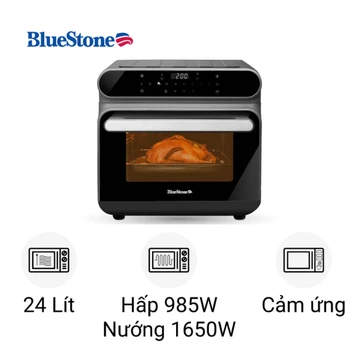 BlueStone
200
BlueStone
24 Lít
Hấp 985W
Nướng 1650W
Cảm ứng